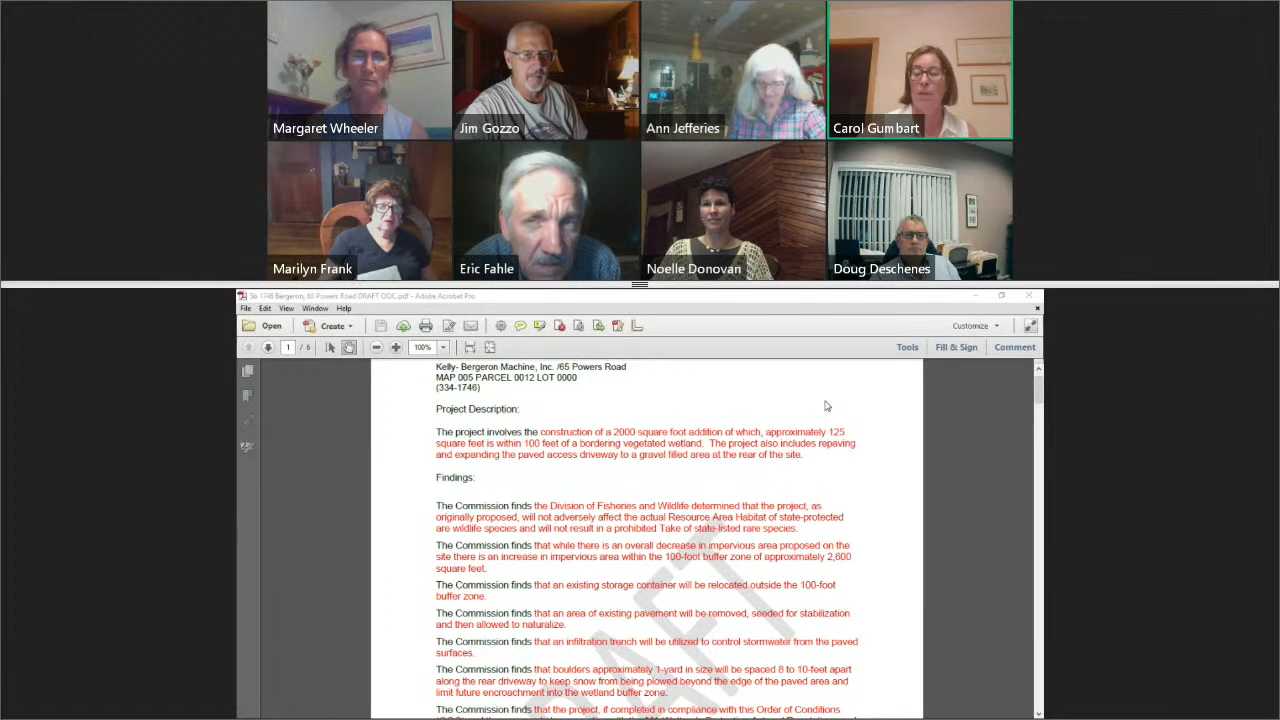 Margaret Wheeler
Jim Gozzo
Ann Jefferies
Carol Gumbart
Marilyn Frank
Eric Fahle
Noelle Donovan
Doug Deschenes
5b 1746 Bergeron, 65 Powers Road DRAFT OOC.pdf - Adobe Acrobat Pro
File Edit View Window Help
Open Create Customize
1 / 6 100% Tools Fill & Sign Comment
Kelly- Bergeron Machine, Inc. /65 Powers Road
MAP 005 PARCEL 0012 LOT 0000
(334-1746)
Project Description:
The project involves the construction of a 2000 square foot addition of which, approximately 125
square feet is within 100 feet of a bordering vegetated wetland. The project also includes repaving
and expanding the paved access driveway to a gravel filled area at the rear of the site.
Findings:
The Commission finds the Division of Fisheries and Wildlife determined that the project, as
originally proposed, will not adversely affect the actual Resource Area Habitat of state-protected
are wildlife species and will not result in a prohibited Take of state-listed rare species.
The Commission finds that while there is an overall decrease in impervious area proposed on the
site there is an increase in impervious area within the 100-foot buffer zone of approximately 2,600
square feet.
The Commission finds that an existing storage container will be relocated outside the 100-foot
buffer zone.
The Commission finds that an area of existing pavement will be removed, seeded for stabilization
and then allowed to naturalize.
The Commission finds that an infiltration trench will be utilized to control stormwater from the paved
surfaces.
The Commission finds that boulders approximately 1-yard in size will be spaced 8 to 10-feet apart
along the rear driveway to keep snow from being plowed beyond the edge of the paved area and
limit future encroachment into the wetland buffer zone.
The Commission finds that the project, if completed in compliance with this Order of Conditions
DRAFT